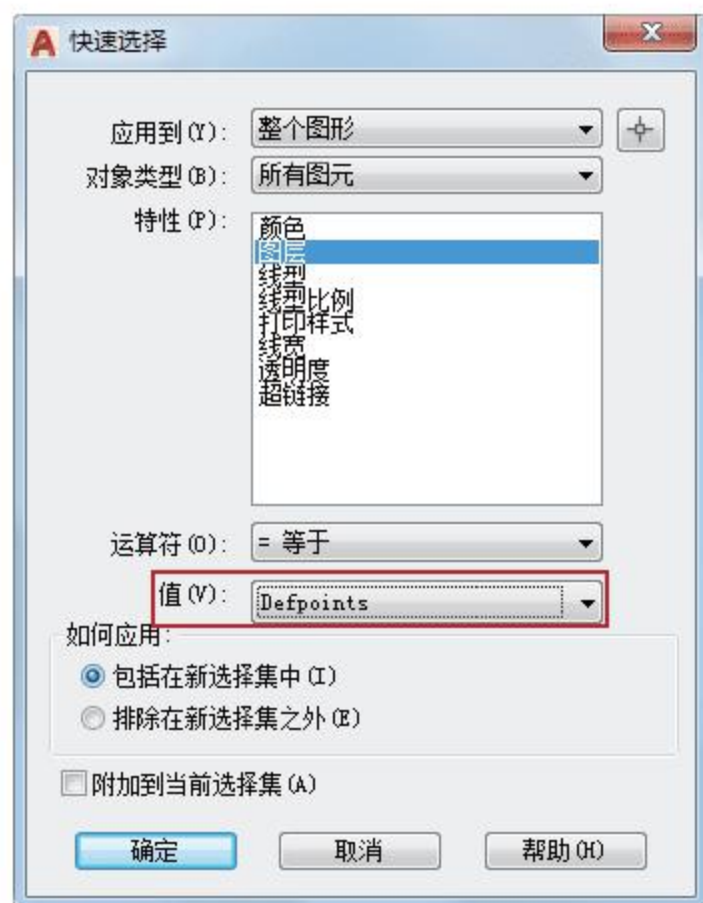 快速选择
应用到(Y): 整个图形
对象类型(B): 所有图元
特性(P):
颜色
图层
线型
线型比例
打印样式
线宽
透明度
超链接
运算符(O): = 等于
值(V): Defpoints
如何应用:
包括在新选择集中(I)
排除在新选择集之外(E)
附加到当前选择集(A)
确定 取消 帮助(H)